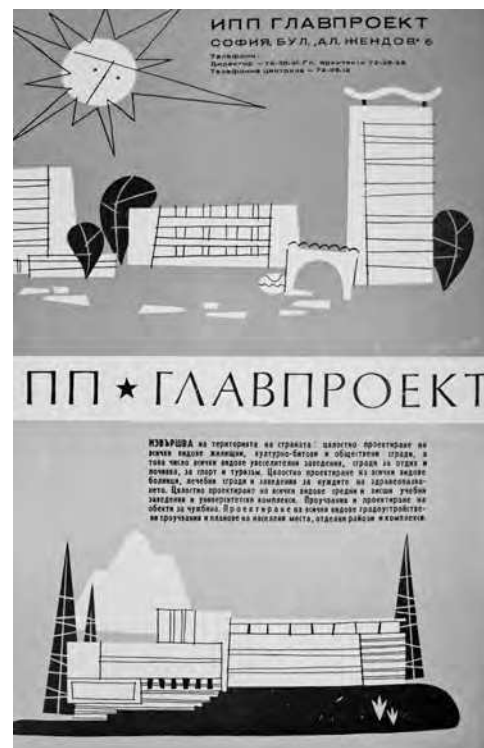 ИПП ГЛАВПРОЕКТ
СОФИЯ, БУЛ. „АЛ. ЖЕНДОВ" 6
Телефони:
Директор – Гл. архитект
Телефонна централа –
ПП ★ ГЛАВПРОЕКТ
ИЗВЪРШВА на територията на страната: цялостно проектиране на
всички видове жилищни, културно-битови и обществени сгради, в
това число всички видове увеселителни заведения, сгради за отдих и
почивка, за спорт и туризъм. Цялостно проектиране на всички видове
болници, лечебни сгради и заведения за нуждите на здравеопазва-
нето. Цялостно проектиране на всички видове средни и висши учебни
заведения и университетски комплекси. Проучвания и проектиране на
обекти за чужбина. Проектиране на всички видове градоустройстве-
ни проучвания и планове на населени места, отделни райони и комплекси.